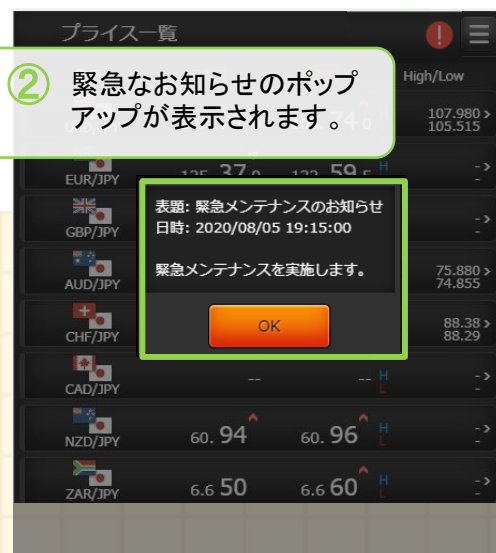 プライス一覧
!
② 緊急なお知らせのポップ
アップが表示されます。
High/Low
107.980 >
105.515
EUR/JPY H - >
-
GBP/JPY - >
-
表題: 緊急メンテナンスのお知らせ
日時: 2020/08/05 19:15:00
緊急メンテナンスを実施します。
OK
AUD/JPY 75.880 >
74.855
CHF/JPY 88.38 >
88.29
CAD/JPY -- -- H - >
L -
NZD/JPY 60. 94 60. 96 H - >
L -
ZAR/JPY 6.6 50 6.6 60 H - >
L -